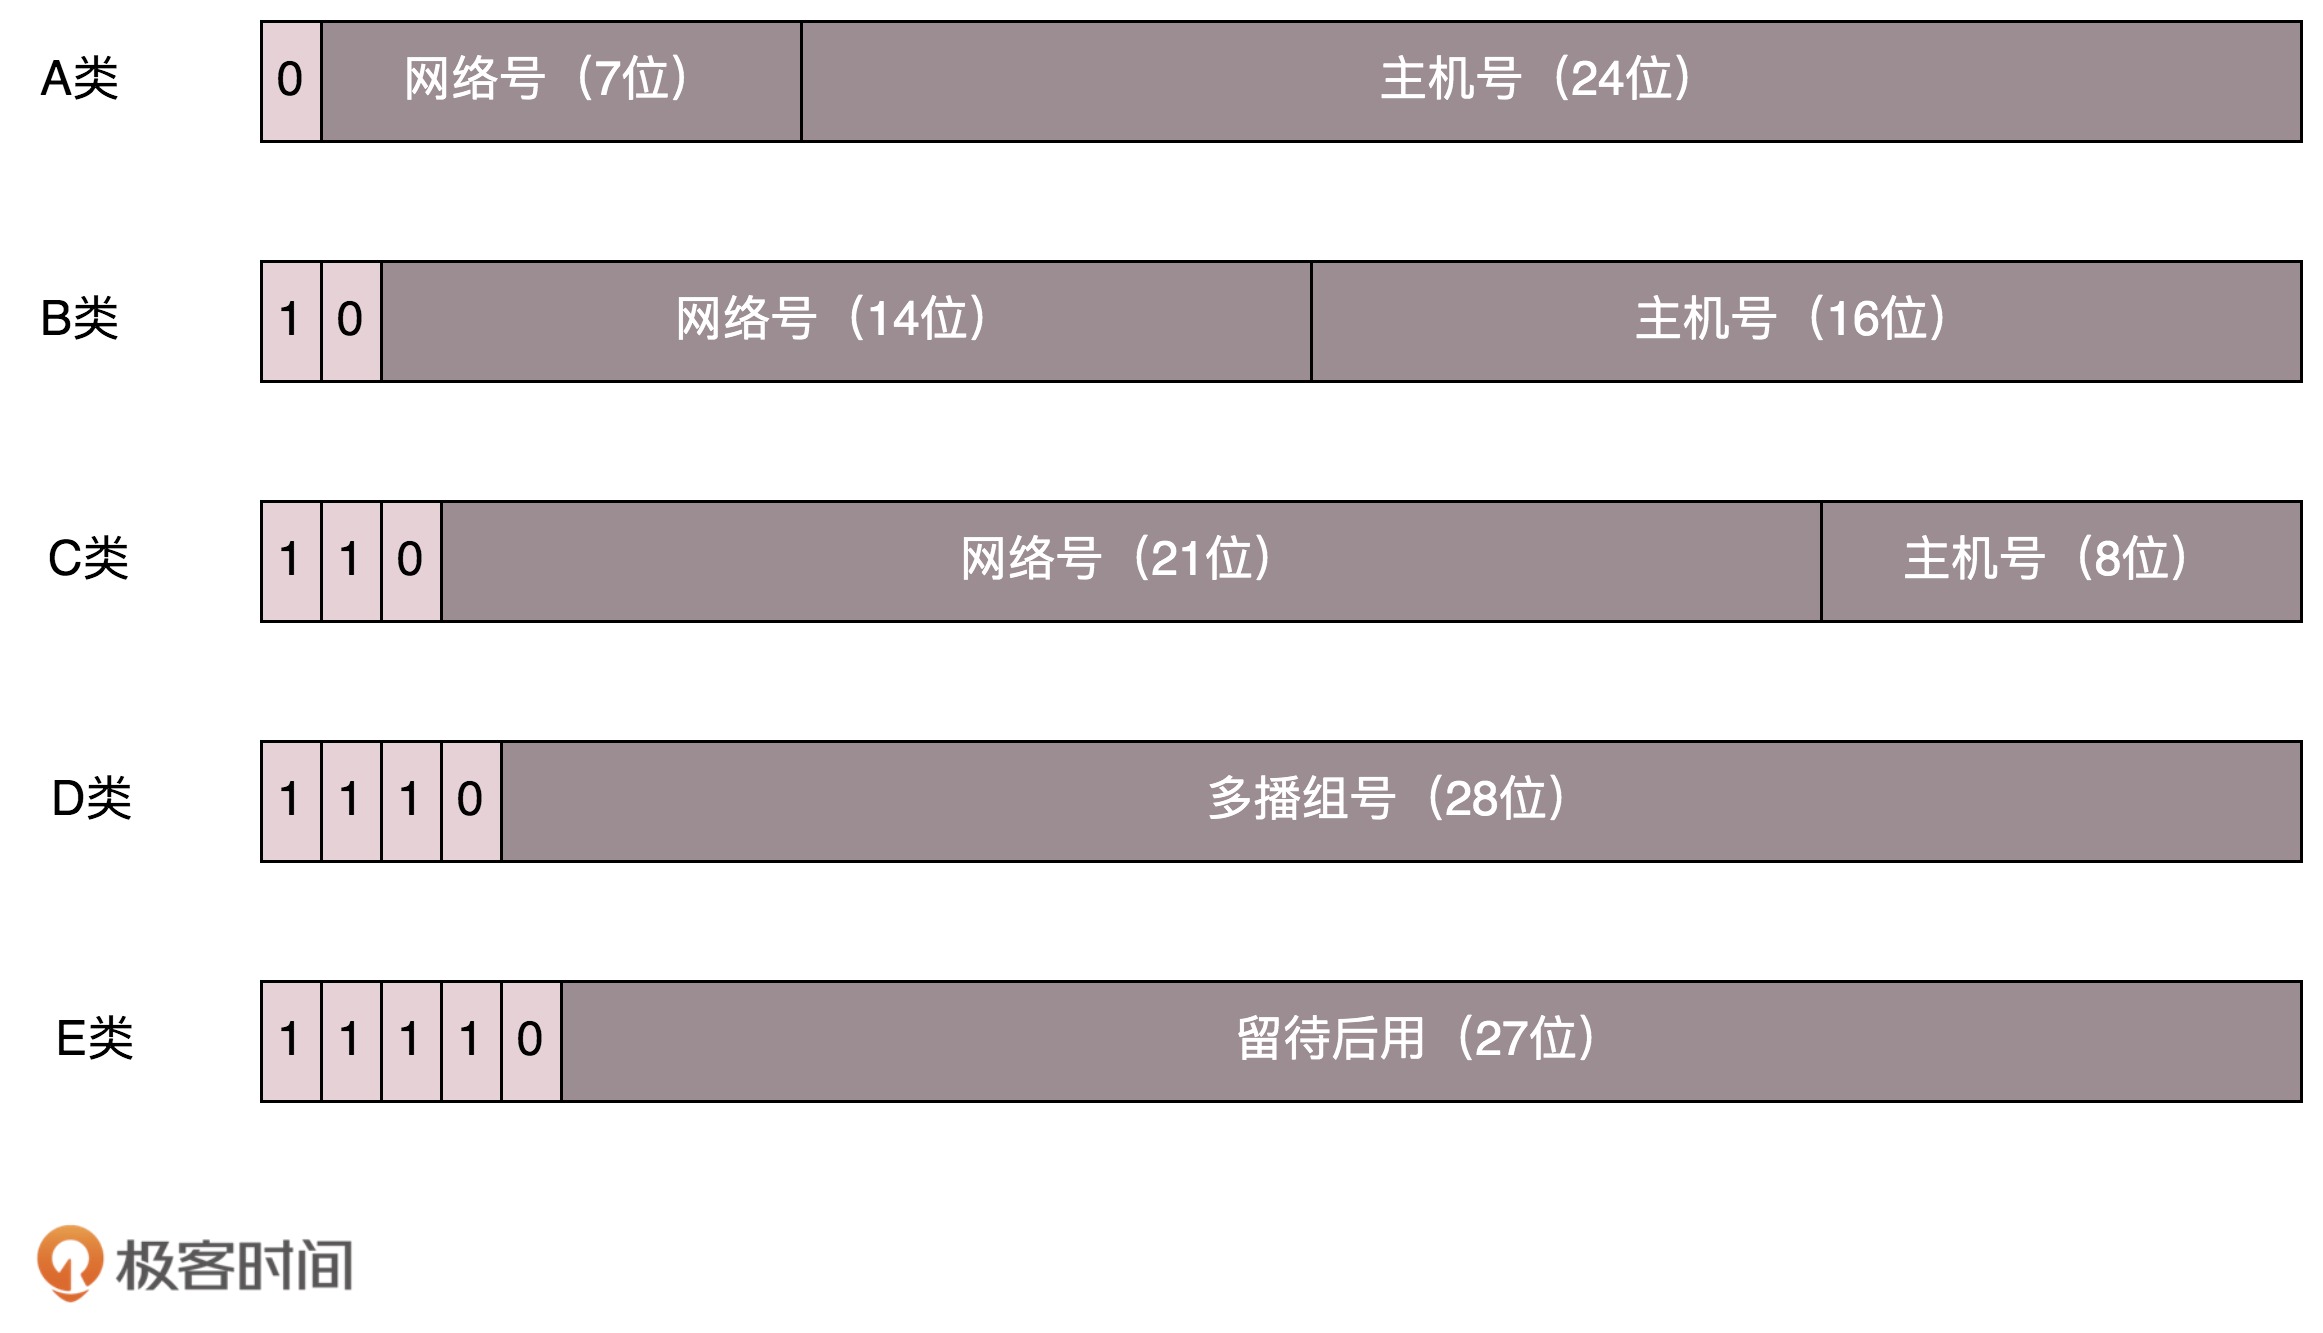 A类 0 网络号（7位） 主机号（24位）
B类 1 0 网络号（14位） 主机号（16位）
C类 1 1 0 网络号（21位） 主机号（8位）
D类 1 1 1 0 多播组号（28位）
E类 1 1 1 1 0 留待后用（27位）
极客时间